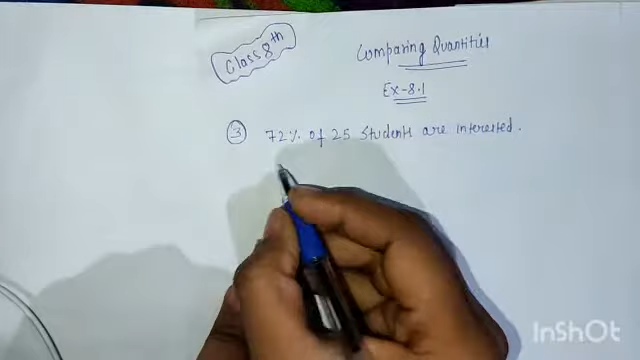 Class 8th
Comparing Quantities
Ex-8.1
③ 72% of 25 Students are interested.
InShOt